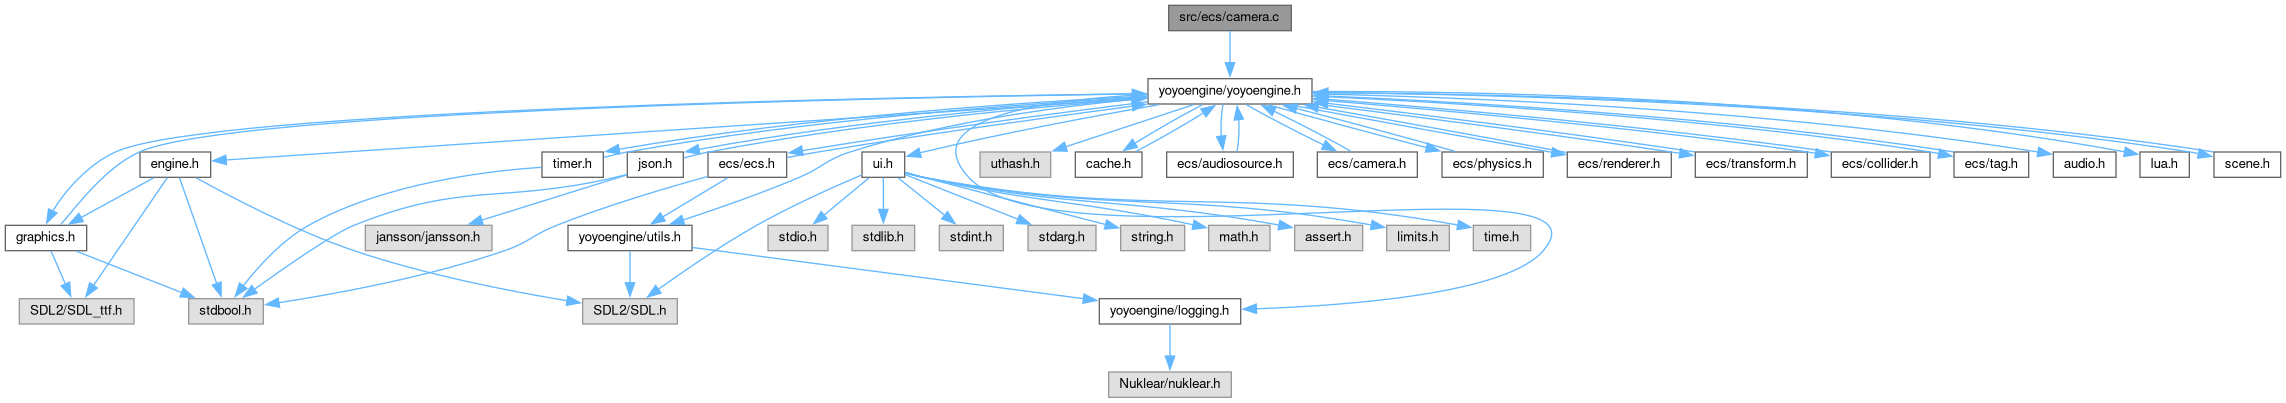 src/ecs/camera.c
yoyoengine/yoyoengine.h
engine.h
timer.h
json.h
ecs/ecs.h
ui.h
uthash.h
cache.h
ecs/audiosource.h
ecs/camera.h
ecs/physics.h
ecs/renderer.h
ecs/transform.h
ecs/collider.h
ecs/tag.h
audio.h
lua.h
scene.h
graphics.h
jansson/jansson.h
yoyoengine/utils.h
stdio.h
stdlib.h
stdint.h
stdarg.h
string.h
math.h
assert.h
limits.h
time.h
SDL2/SDL_ttf.h
stdbool.h
SDL2/SDL.h
yoyoengine/logging.h
Nuklear/nuklear.h